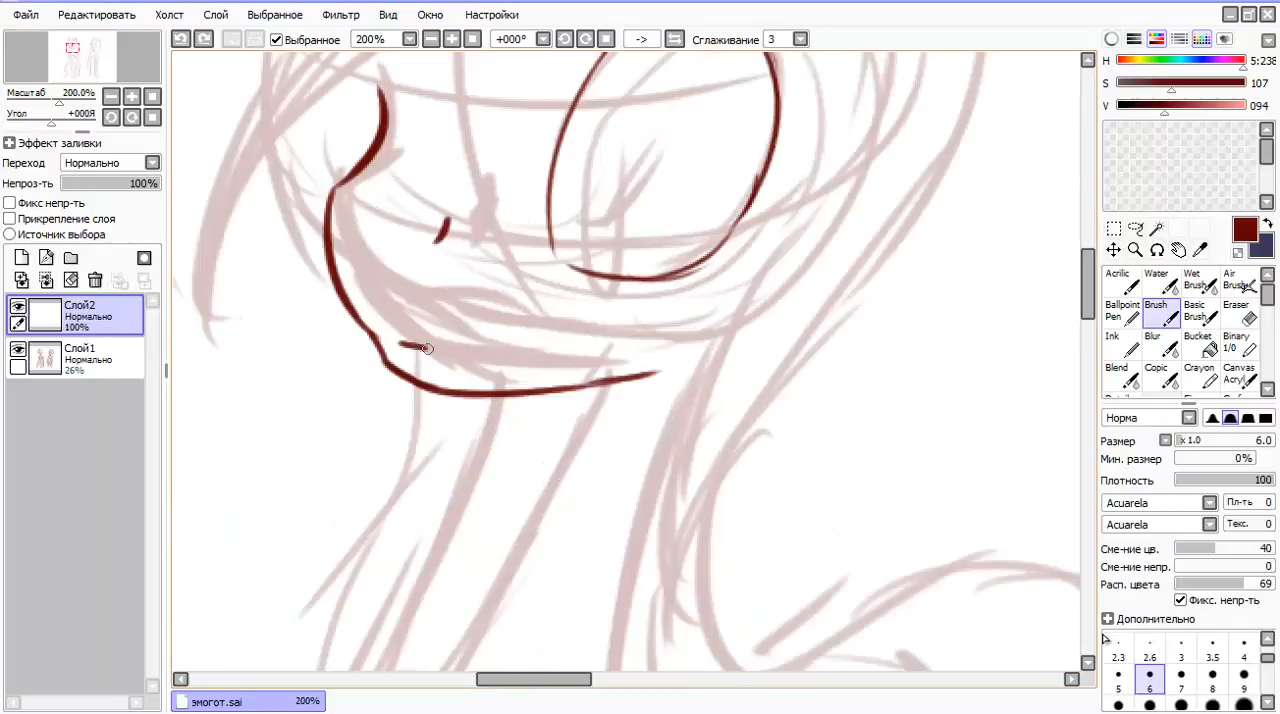 Файл Редактировать Холст Слой Выбранное Фильтр Вид Окно Настройки
Выбранное 200% +000° -> Сглаживание 3
Масштаб 200.0%
Угол +000Я
Эффект заливки
Переход Нормально
Непроз-ть 100%
Фикс непр-ть
Прикрепление слоя
Источник выбора
Слой2
Нормально
100%
Слой1
Нормально
26%
H 5:238
S 107
V 094
Acrilic Water Wet Brush Air Brush
Ballpoint Pen Brush Basic Brush Eraser
Ink Blur Bucket Binary 1/0
Blend Copic Crayon Canvas Acryl
Норма
Размер x 1.0 6.0
Мин. размер 0%
Плотность 100
Acuarela Пл-ть 0
Acuarela Текс. 0
Сме-ние цв. 40
Сме-ние непр. 0
Расп. цвета 69
Фикс. непр-ть
Дополнительно
2.3 2.6 3 3.5 4
5 6 7 8 9
эмогот.sai 200%